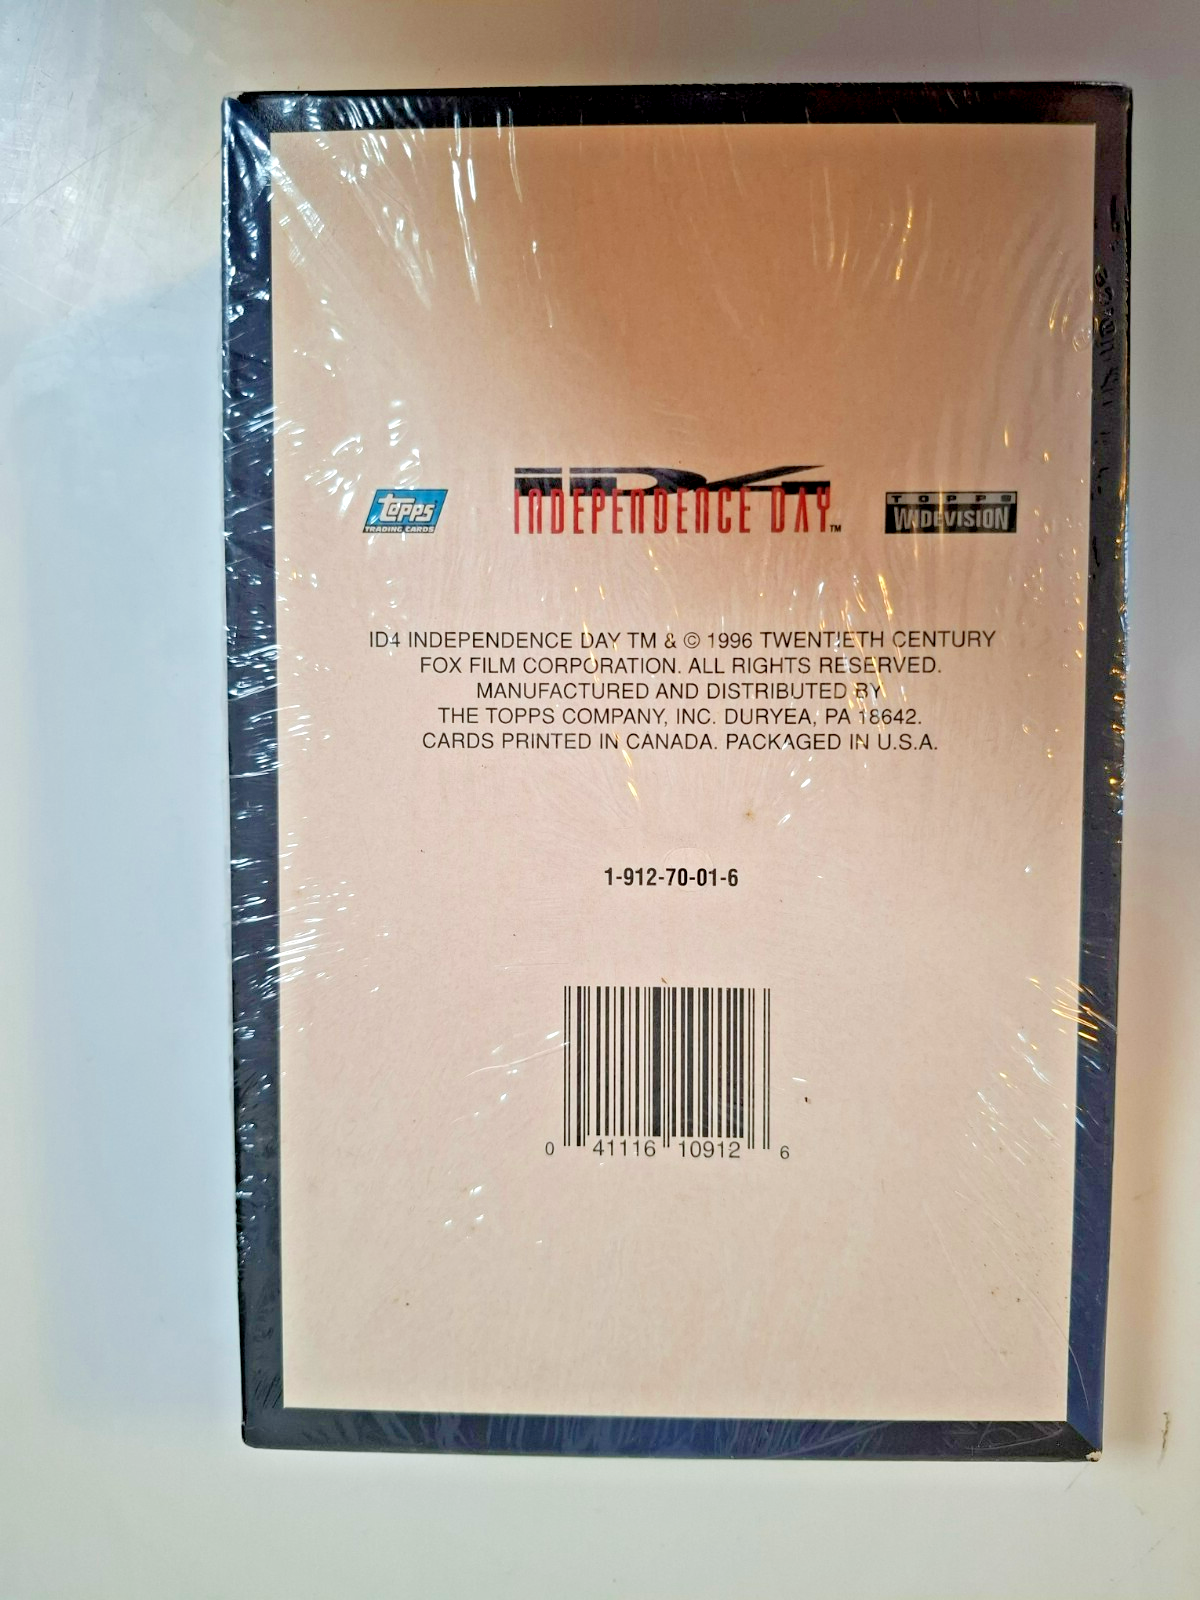 topps
TRADING CARDS
ID4
INDEPENDENCE DAY™
TOPPS
WIDEVISION
ID4 INDEPENDENCE DAY TM & © 1996 TWENTIETH CENTURY
FOX FILM CORPORATION. ALL RIGHTS RESERVED.
MANUFACTURED AND DISTRIBUTED BY
THE TOPPS COMPANY, INC. DURYEA, PA 18642.
CARDS PRINTED IN CANADA. PACKAGED IN U.S.A.
1-912-70-01-6
0 41116 10912 6